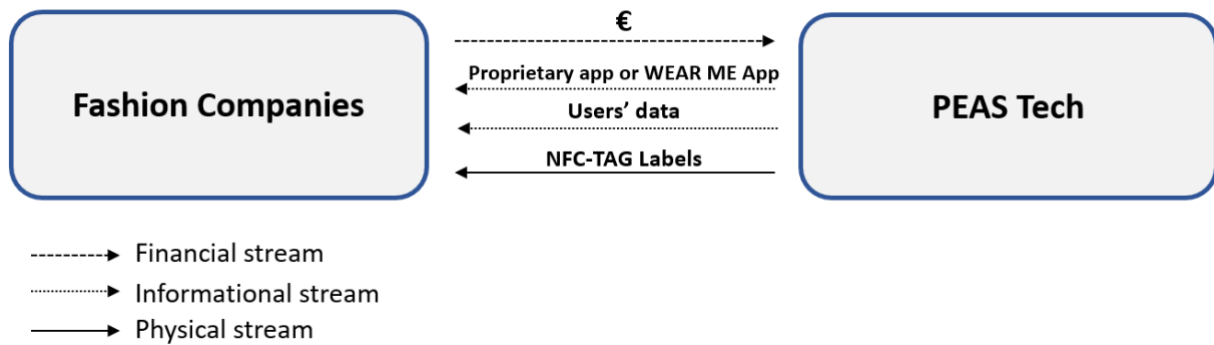 €
Fashion Companies
Proprietary app or WEAR ME App
Users’ data
NFC-TAG Labels
PEAS Tech
Financial stream
Informational stream
Physical stream